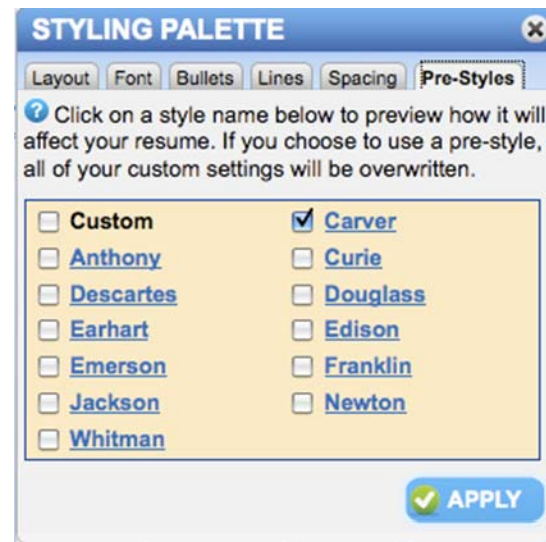 STYLING PALETTE
Layout Font Bullets Lines Spacing Pre-Styles
Click on a style name below to preview how it will
affect your resume. If you choose to use a pre-style,
all of your custom settings will be overwritten.
Custom Carver
Anthony Curie
Descartes Douglass
Earhart Edison
Emerson Franklin
Jackson Newton
Whitman
APPLY